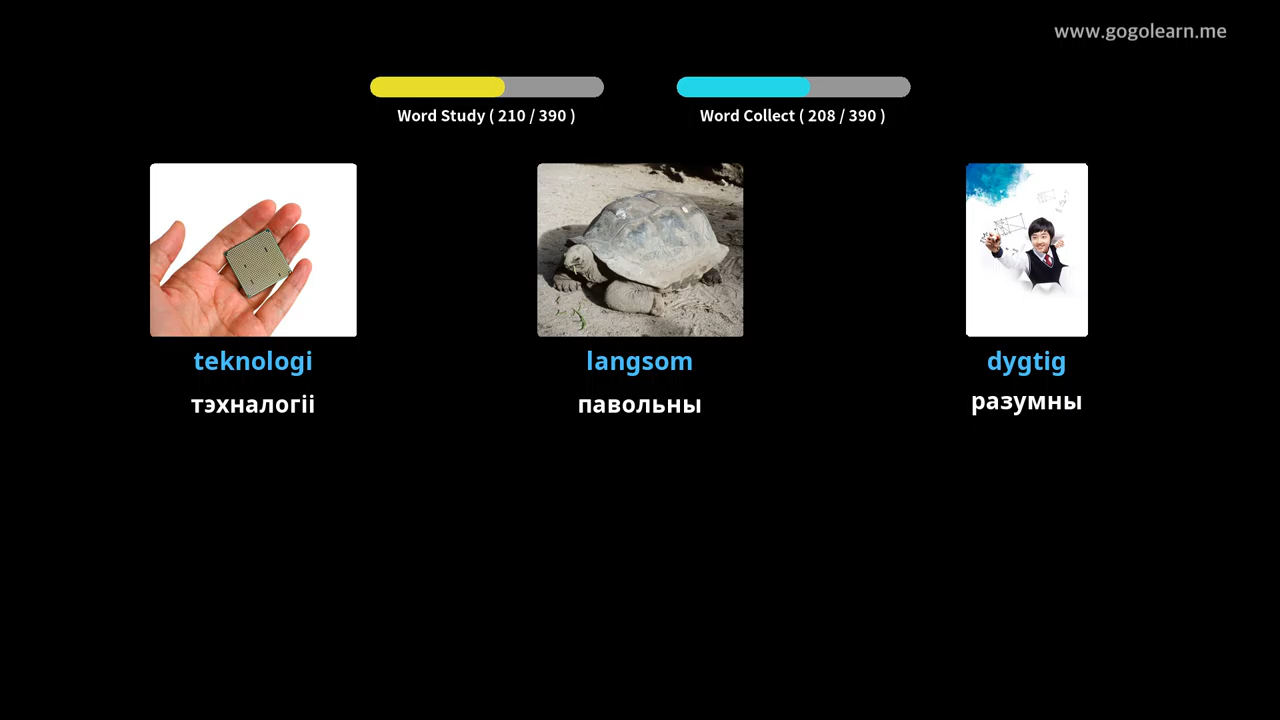 www.gogolearn.me
Word Study ( 210 / 390 )
Word Collect ( 208 / 390 )
teknologi
langsom
dygtig
тэхналогіі
павольны
разумны